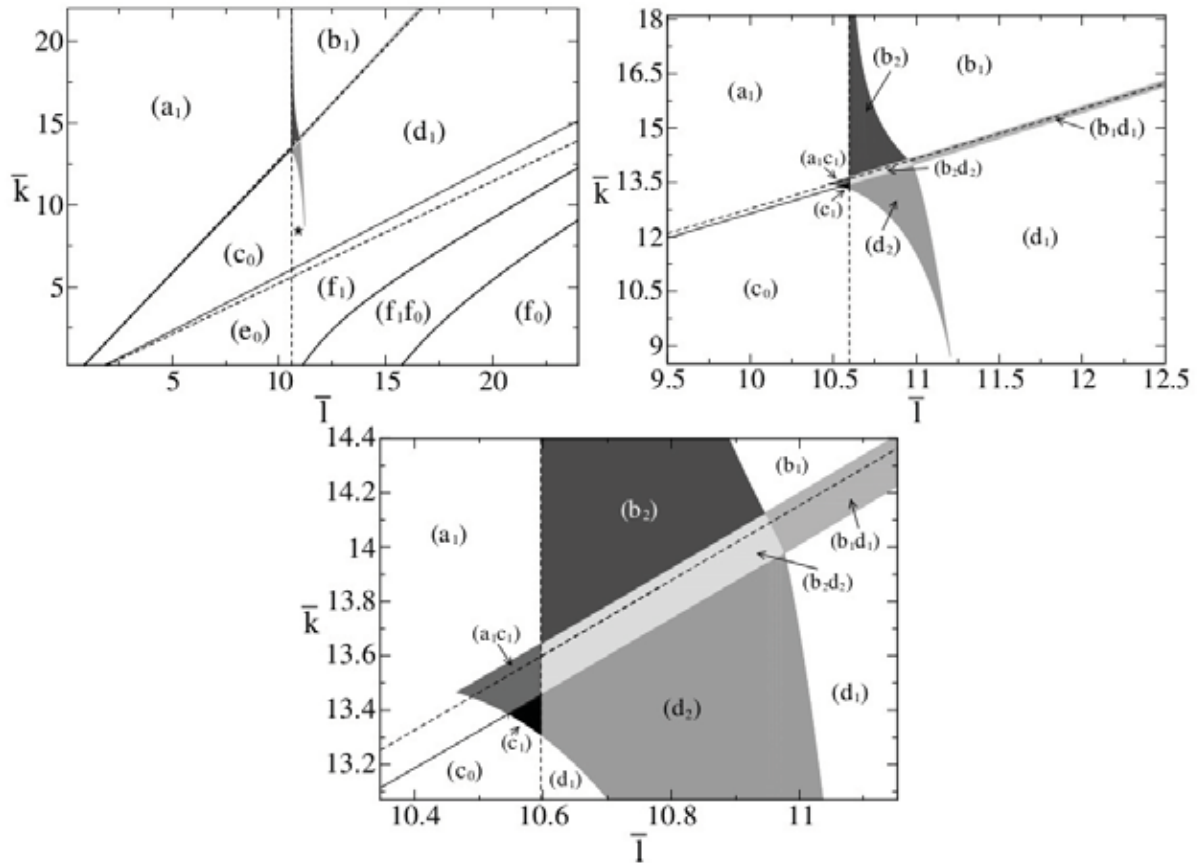 20
15
k̄
10
5
(a₁)
(b₁)
(d₁)
(c₀)
*
(f₁)
(e₀)
(f₁f₀)
(f₀)
5
10
15
20
l̄
18
16.5
15
k̄
13.5
12
10.5
9
(a₁)
(b₂)
(b₁)
(b₁d₁)
(a₁c₁)
(b₂d₂)
(c₁)
(d₂)
(d₁)
(c₀)
9.5
10
10.5
11
11.5
12
12.5
l̄
14.4
14.2
14
13.8
k̄
13.6
13.4
13.2
(b₁)
(b₂)
(a₁)
(b₁d₁)
(b₂d₂)
(a₁c₁)
(d₂)
(d₁)
(c₁)
(c₀)
(d₁)
10.4
10.6
10.8
11
l̄